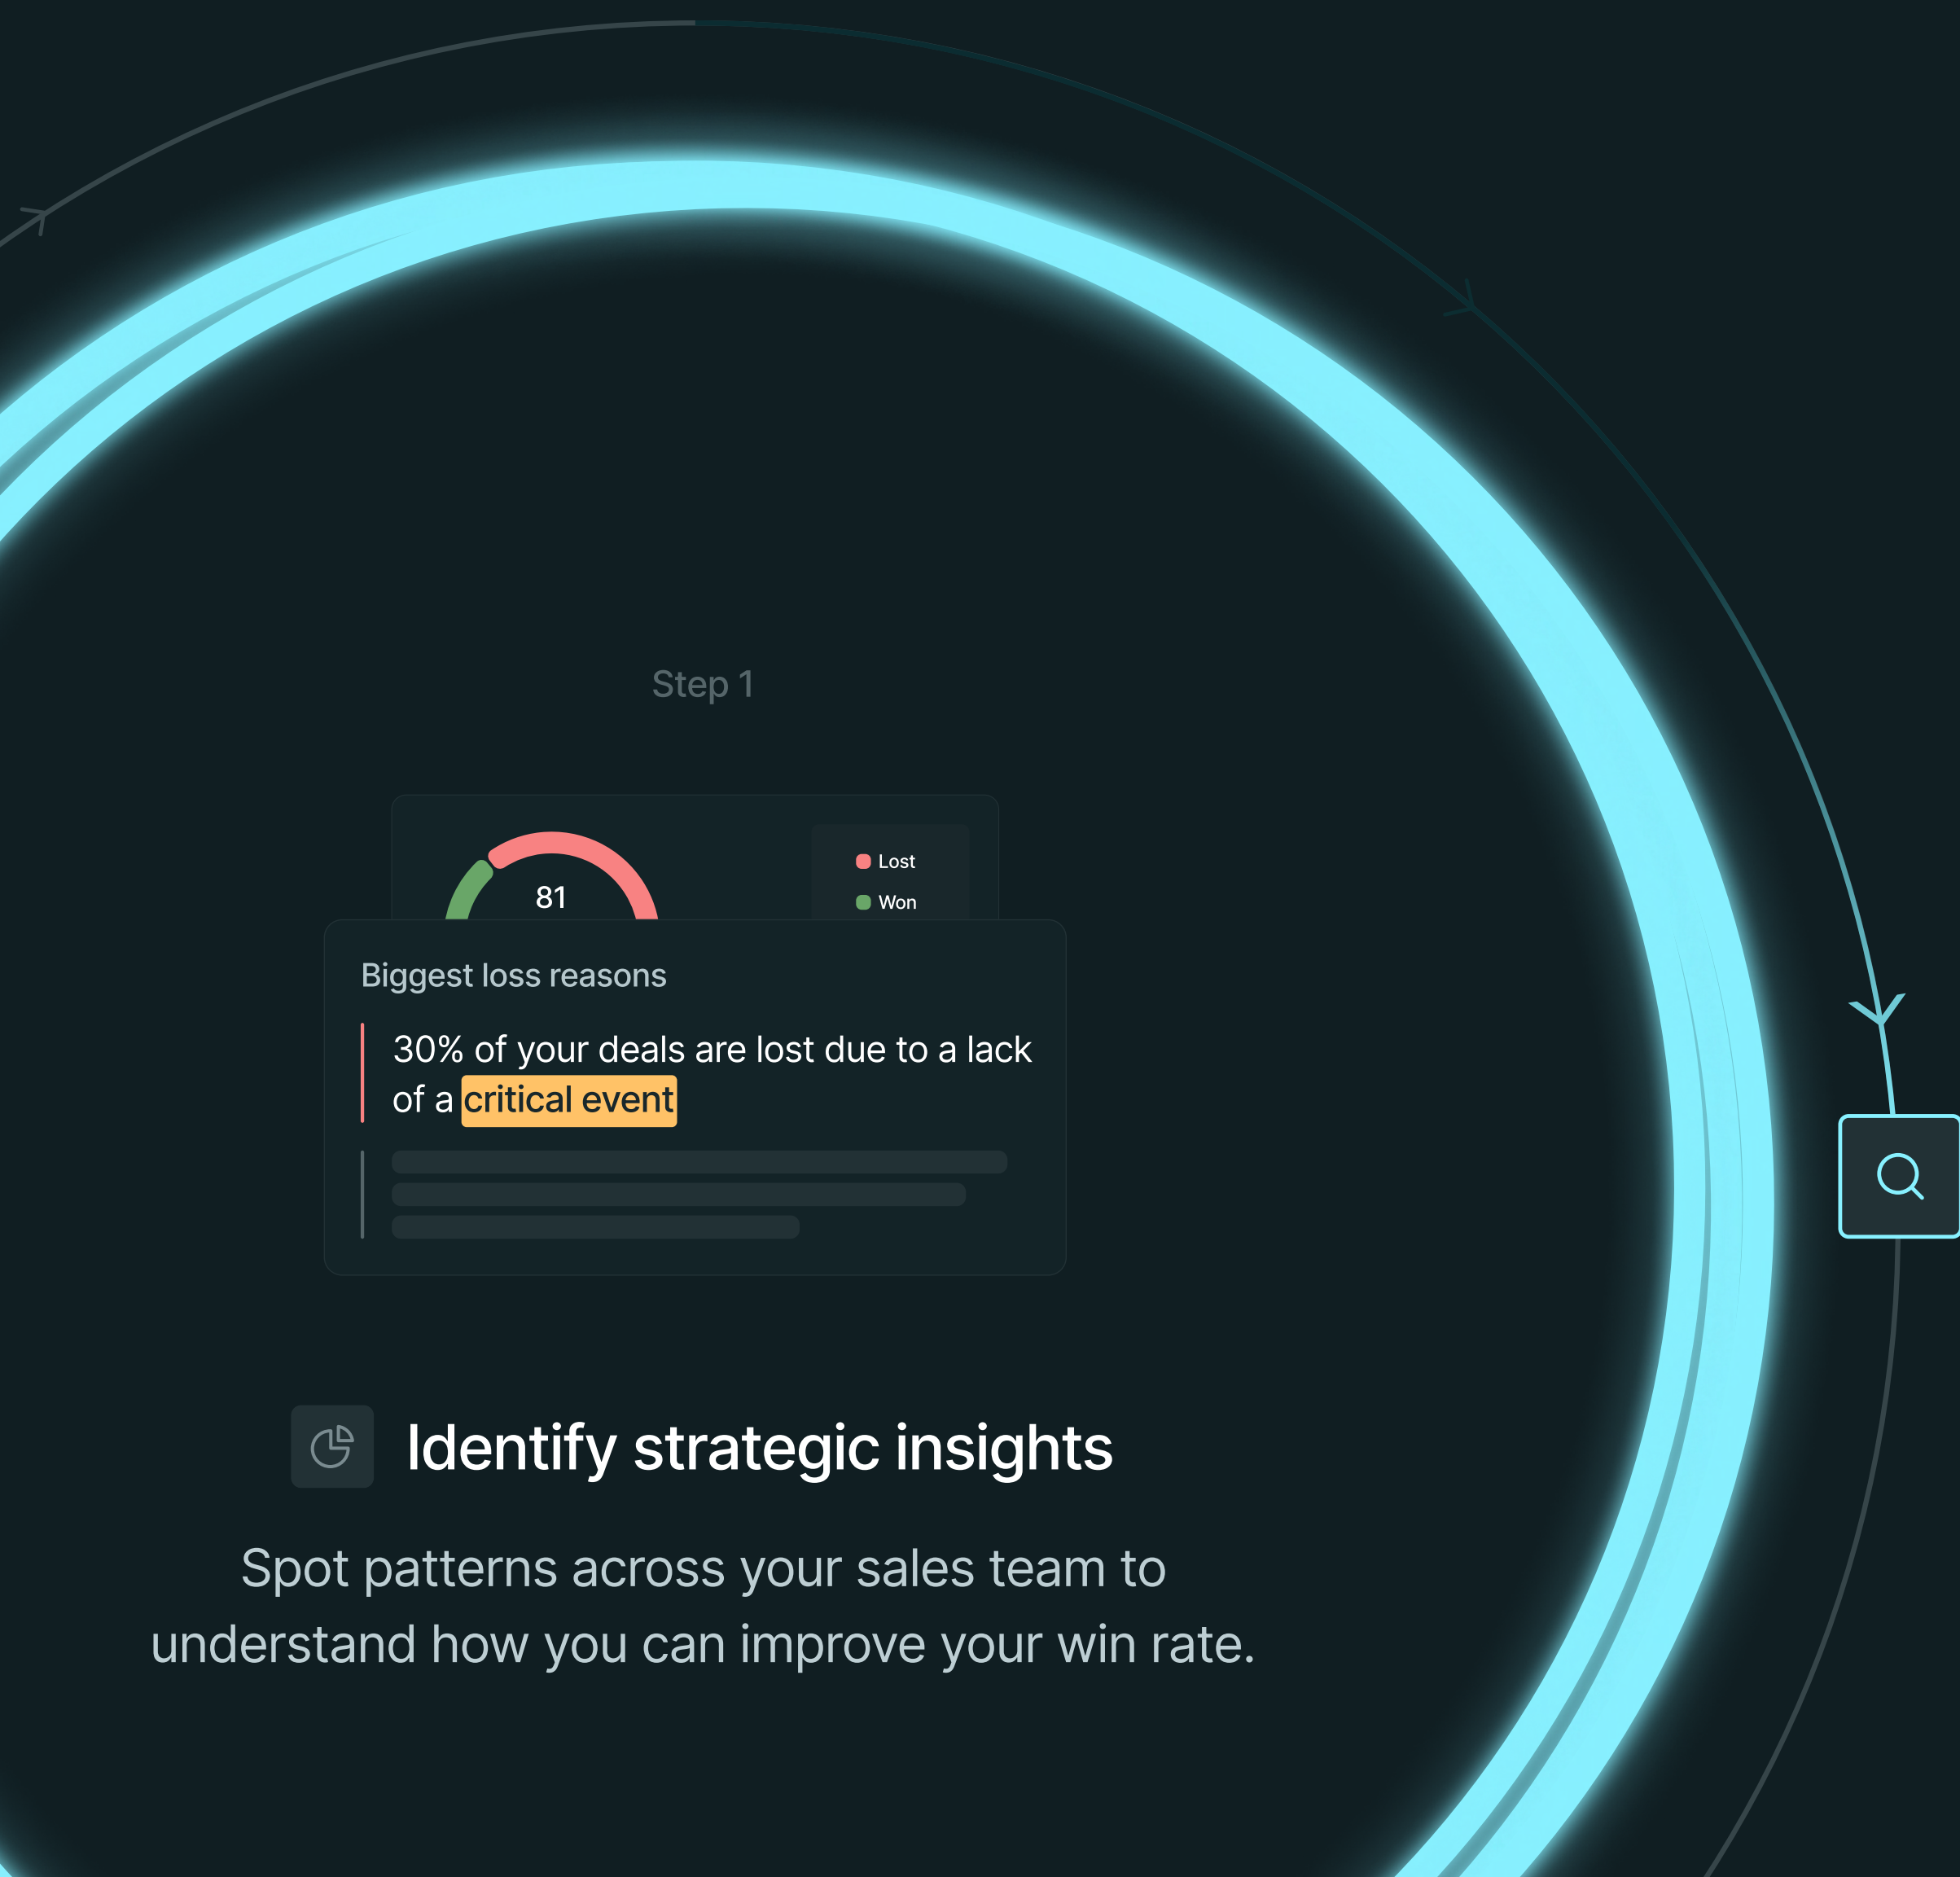 Step 1
81
Lost
Won
Biggest loss reasons
30% of your deals are lost due to a lack
of a critical event
Identify strategic insights
Spot patterns across your sales team to
understand how you can improve your win rate.